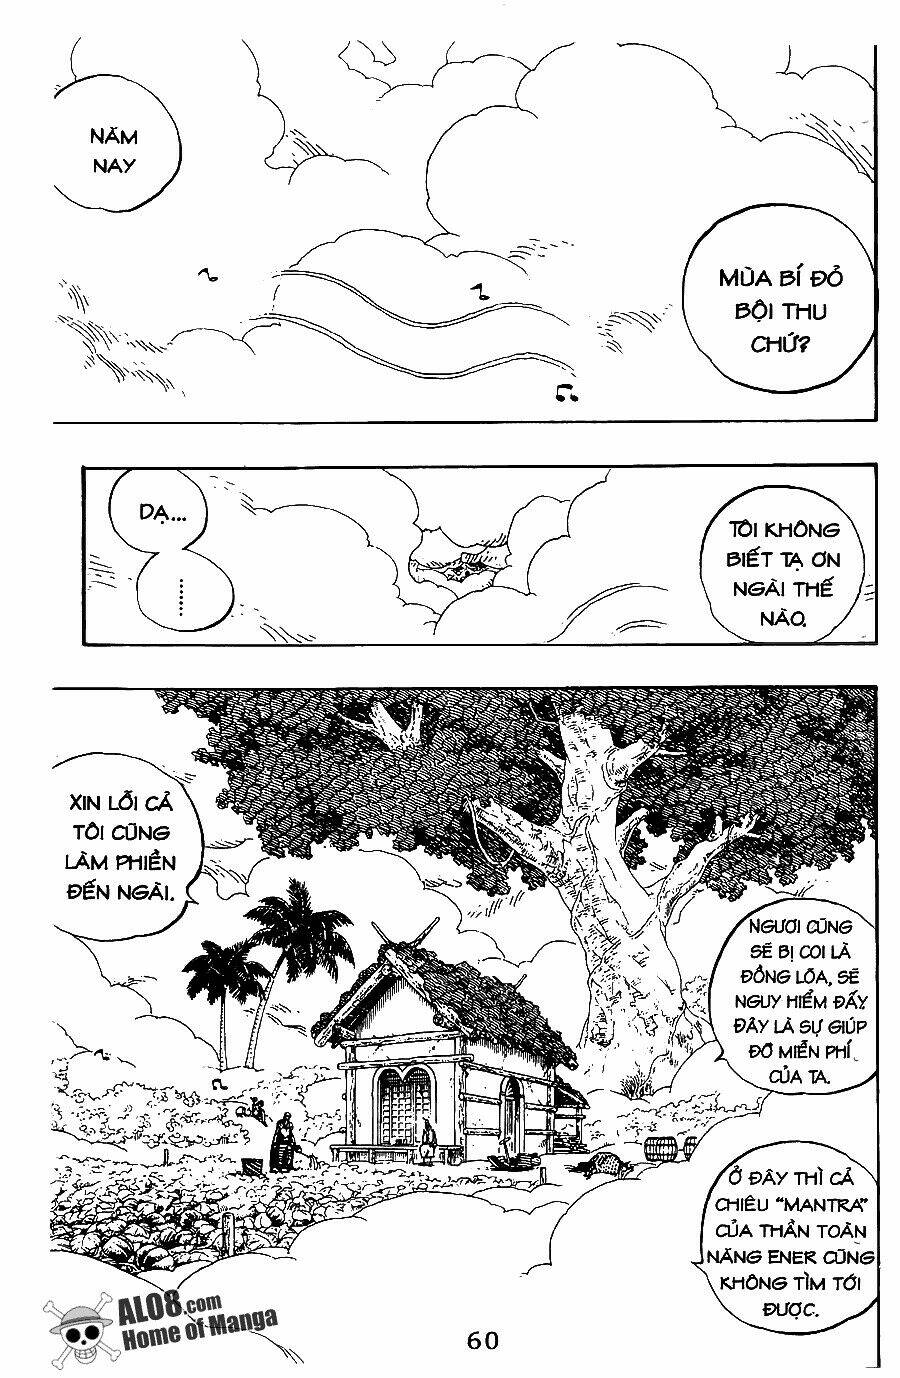 MÙA BÍ ĐỎ
BỘI THU
CHỨ?
NĂM
NAY
TÔI KHÔNG
BIẾT TẠ ƠN
NGÀI THẾ
NÀO.
DẠ...
.......
XIN LỖI CẢ
TÔI CŨNG
LÀM PHIỀN
ĐẾN NGÀI.
NGƯƠI CŨNG
SẼ BỊ COI LÀ
ĐỒNG LÕA, SẼ
NGUY HIỂM ĐẤY.
ĐÂY LÀ SỰ GIÚP
ĐỠ MIỄN PHÍ
CỦA TA.
Ở ĐÂY THÌ CẢ
CHIÊU "MANTRA"
CỦA THẦN TOÀN
NĂNG ENER CŨNG
KHÔNG TÌM TỚI
ĐƯỢC.
AL08.com
Home of Manga
60